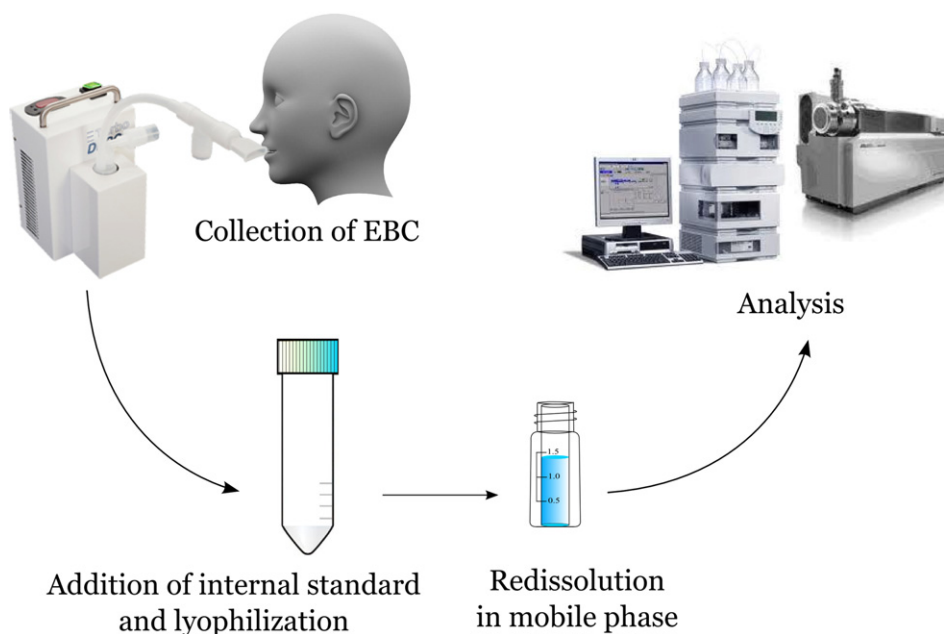 Collection of EBC
Analysis
1.5
1.0
0.5
Addition of internal standard
and lyophilization
Redissolution
in mobile phase